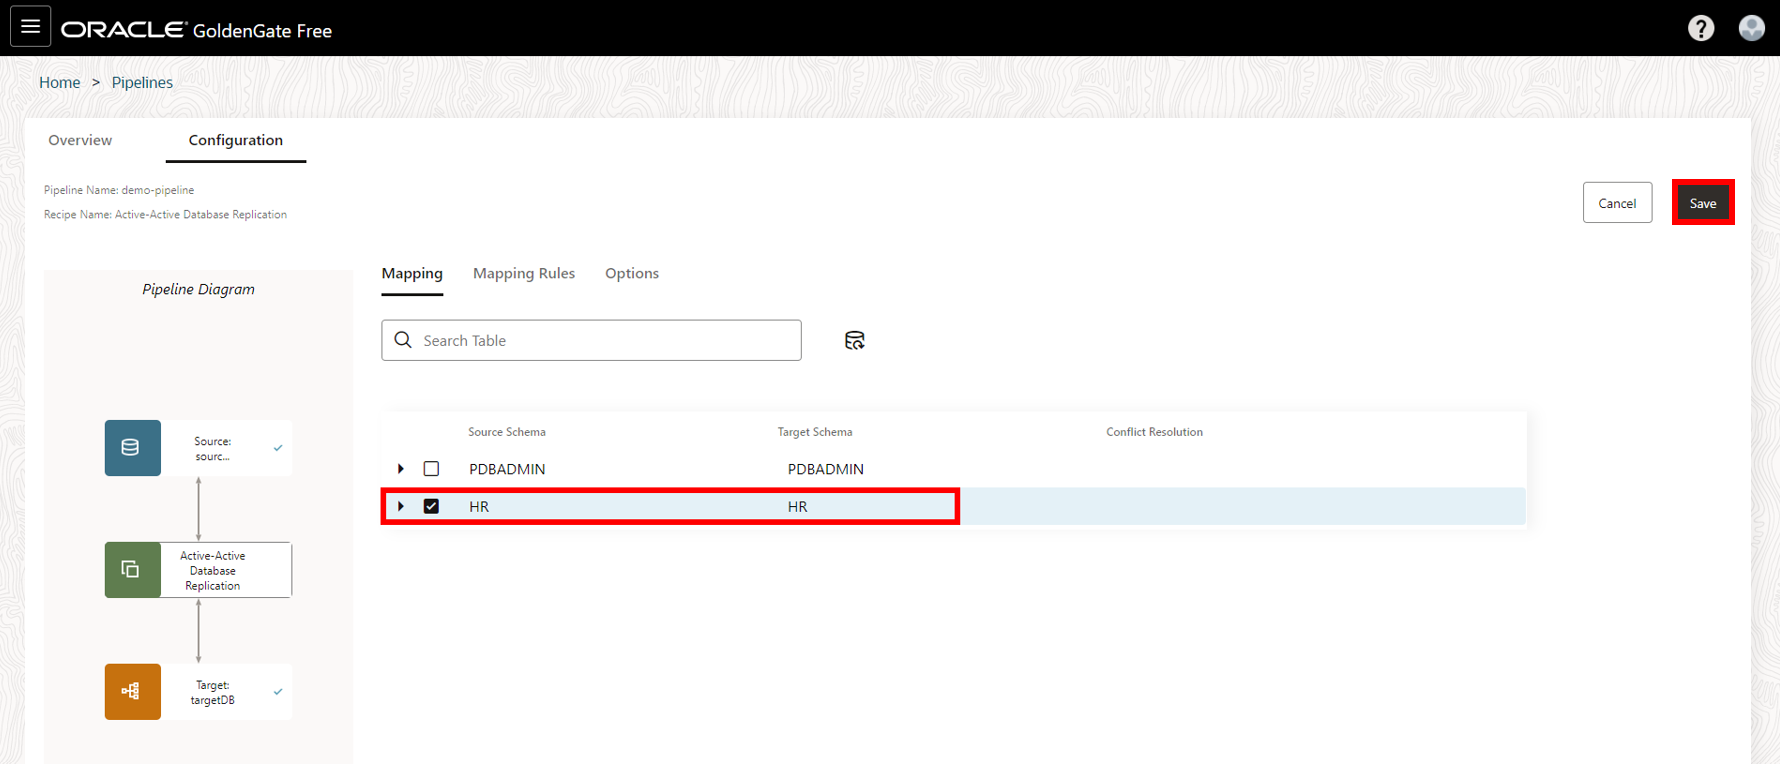 ORACLE® GoldenGate Free
?
Home > Pipelines
Overview
Configuration
Pipeline Name: demo-pipeline
Recipe Name: Active-Active Database Replication
Cancel
Save
Pipeline Diagram
Source:
sourc...
Active-Active
Database
Replication
Target:
targetDB
Mapping
Mapping Rules
Options
Search Table
Source Schema
Target Schema
Conflict Resolution
PDBADMIN
PDBADMIN
HR
HR